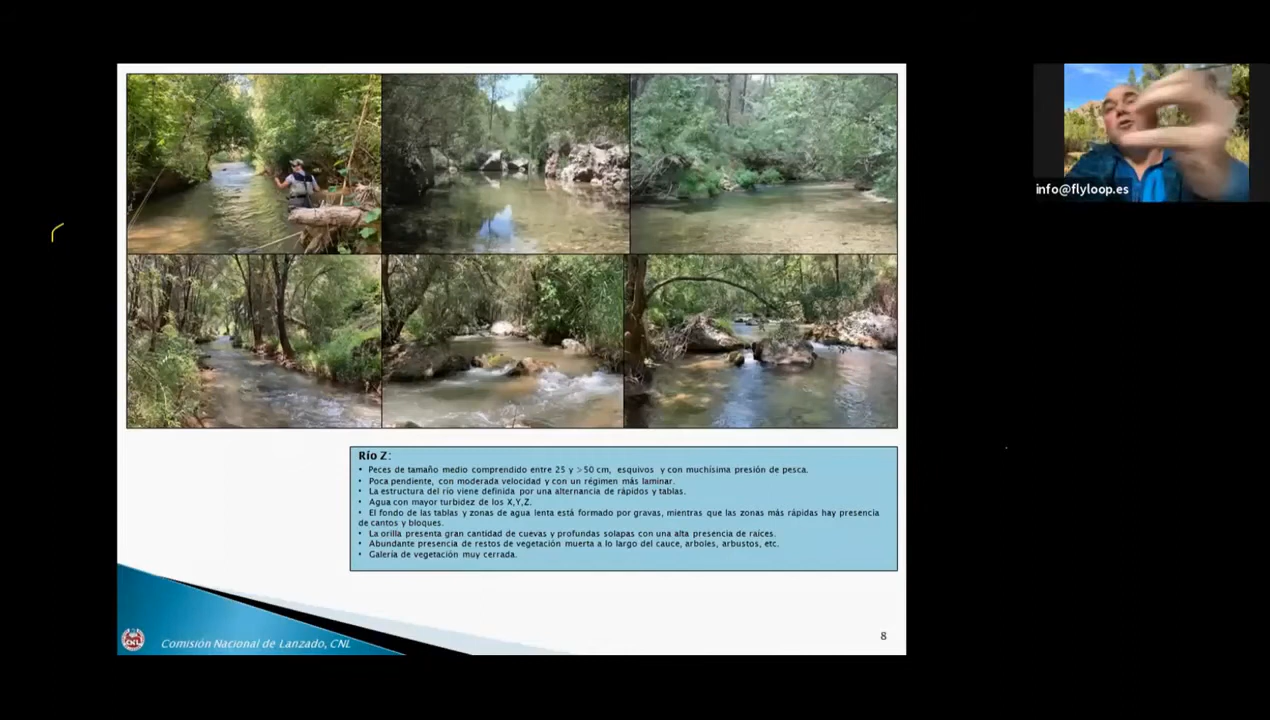 info@flyloop.es
Río Z:
• Peces de tamaño medio comprendido entre 25 y >50 cm, esquivos y con muchísima presión de pesca.
• Poca pendiente, con moderada velocidad y con un régimen más laminar.
• La estructura del río viene definida por una alternancia de rápidos y tablas.
• Agua con mayor turbidez de los X,Y,Z.
• El fondo de las tablas y zonas de agua lenta está formado por gravas, mientras que las zonas más rápidas hay presencia
de cantos y bloques.
• La orilla presenta gran cantidad de cuevas y profundas solapas con una alta presencia de raíces.
• Abundante presencia de restos de vegetación muerta a lo largo del cauce, arboles, arbustos, etc.
• Galería de vegetación muy cerrada.
CNL
Comisión Nacional de Lanzado, CNL
8